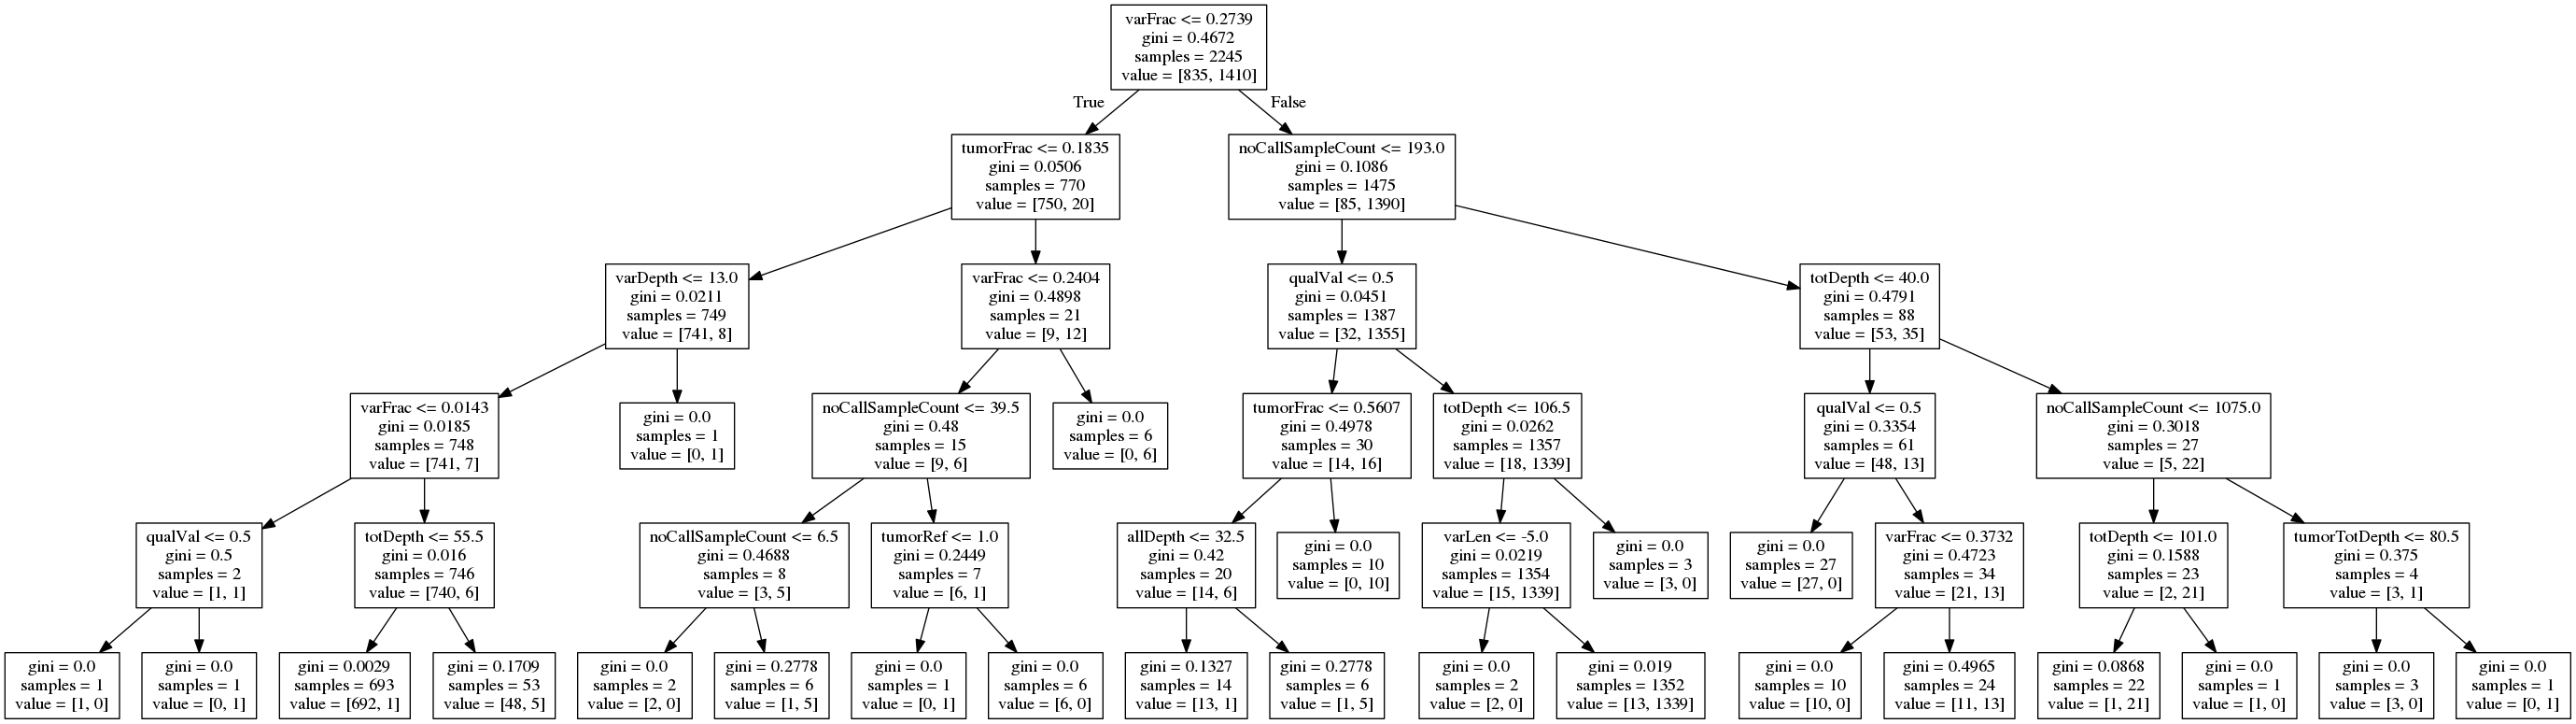 varFrac <= 0.2739
gini = 0.4672
samples = 2245
value = [835, 1410]
True
False
tumorFrac <= 0.1835
gini = 0.0506
samples = 770
value = [750, 20]
noCallSampleCount <= 193.0
gini = 0.1086
samples = 1475
value = [85, 1390]
varDepth <= 13.0
gini = 0.0211
samples = 749
value = [741, 8]
varFrac <= 0.2404
gini = 0.4898
samples = 21
value = [9, 12]
qualVal <= 0.5
gini = 0.0451
samples = 1387
value = [32, 1355]
totDepth <= 40.0
gini = 0.4791
samples = 88
value = [53, 35]
varFrac <= 0.0143
gini = 0.0185
samples = 748
value = [741, 7]
gini = 0.0
samples = 1
value = [0, 1]
noCallSampleCount <= 39.5
gini = 0.48
samples = 15
value = [9, 6]
gini = 0.0
samples = 6
value = [0, 6]
tumorFrac <= 0.5607
gini = 0.4978
samples = 30
value = [14, 16]
totDepth <= 106.5
gini = 0.0262
samples = 1357
value = [18, 1339]
qualVal <= 0.5
gini = 0.3354
samples = 61
value = [48, 13]
noCallSampleCount <= 1075.0
gini = 0.3018
samples = 27
value = [5, 22]
qualVal <= 0.5
gini = 0.5
samples = 2
value = [1, 1]
totDepth <= 55.5
gini = 0.016
samples = 746
value = [740, 6]
noCallSampleCount <= 6.5
gini = 0.4688
samples = 8
value = [3, 5]
tumorRef <= 1.0
gini = 0.2449
samples = 7
value = [6, 1]
allDepth <= 32.5
gini = 0.42
samples = 20
value = [14, 6]
gini = 0.0
samples = 10
value = [0, 10]
varLen <= -5.0
gini = 0.0219
samples = 1354
value = [15, 1339]
gini = 0.0
samples = 3
value = [3, 0]
gini = 0.0
samples = 27
value = [27, 0]
varFrac <= 0.3732
gini = 0.4723
samples = 34
value = [21, 13]
totDepth <= 101.0
gini = 0.1588
samples = 23
value = [2, 21]
tumorTotDepth <= 80.5
gini = 0.375
samples = 4
value = [3, 1]
gini = 0.0
samples = 1
value = [1, 0]
gini = 0.0
samples = 1
value = [0, 1]
gini = 0.0029
samples = 693
value = [692, 1]
gini = 0.1709
samples = 53
value = [48, 5]
gini = 0.0
samples = 2
value = [2, 0]
gini = 0.2778
samples = 6
value = [1, 5]
gini = 0.0
samples = 1
value = [0, 1]
gini = 0.0
samples = 6
value = [6, 0]
gini = 0.1327
samples = 14
value = [13, 1]
gini = 0.2778
samples = 6
value = [1, 5]
gini = 0.0
samples = 2
value = [2, 0]
gini = 0.019
samples = 1352
value = [13, 1339]
gini = 0.0
samples = 10
value = [10, 0]
gini = 0.4965
samples = 24
value = [11, 13]
gini = 0.0868
samples = 22
value = [1, 21]
gini = 0.0
samples = 1
value = [1, 0]
gini = 0.0
samples = 3
value = [3, 0]
gini = 0.0
samples = 1
value = [0, 1]